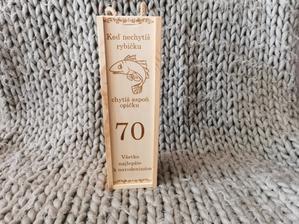 Keď nechytíš
rybičku
chytíš aspoň
opičku
70
Všetko
najlepšie
k narodeninám